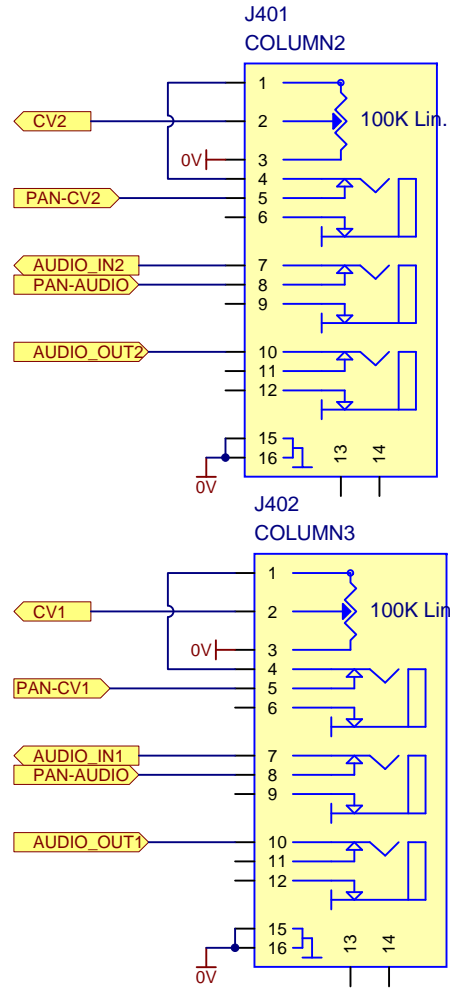 J401
COLUMN2
1
CV2 2 100K Lin.
0V 3
4
PAN-CV2 5
6
AUDIO_IN2 7
PAN-AUDIO 8
9
AUDIO_OUT2 10
11
12
15
16 13 14
0V
J402
COLUMN3
1
CV1 2 100K Lin
0V 3
4
PAN-CV1 5
6
AUDIO_IN1 7
PAN-AUDIO 8
9
AUDIO_OUT1 10
11
12
15
16 13 14
0V